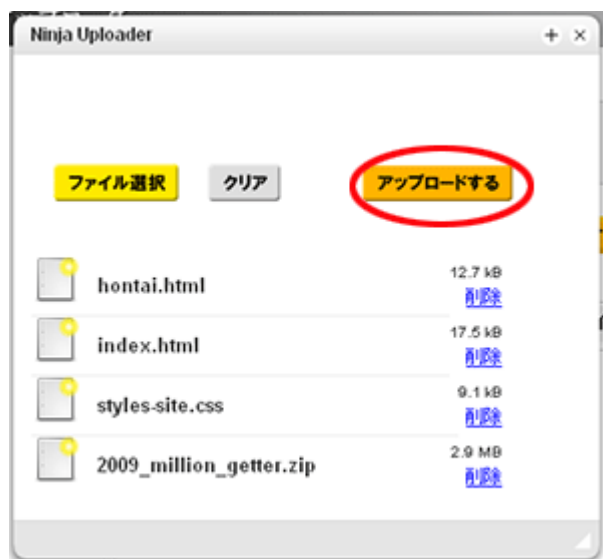 Ninja Uploader + ×
ファイル選択 クリア アップロードする
hontai.html 12.7 kB
削除
index.html 17.5 kB
削除
styles-site.css 9.1 kB
削除
2009_million_getter.zip 2.9 MB
削除